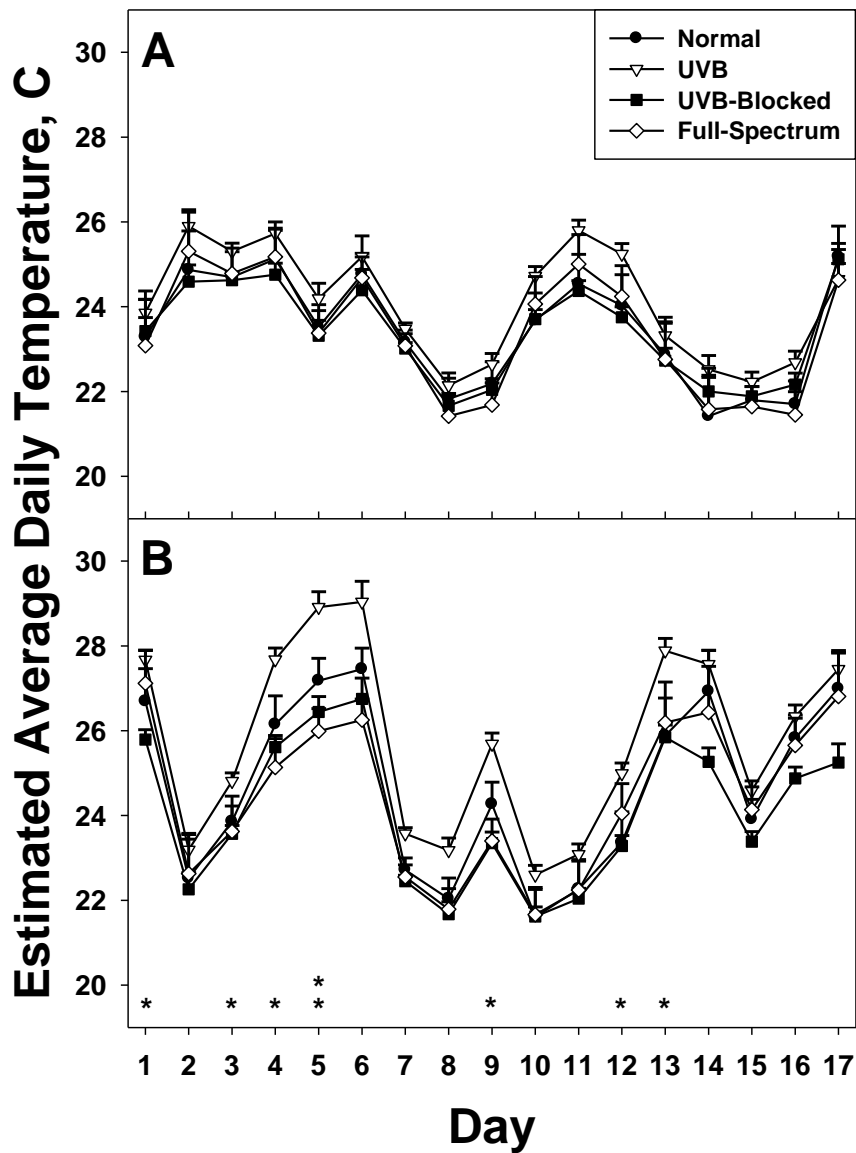 Estimated Average Daily Temperature, C
A
Normal
UVB
UVB-Blocked
Full-Spectrum
30
28
26
24
22
20
B
30
28
26
24
22
20
*
* * * * * * *
1 2 3 4 5 6 7 8 9 10 11 12 13 14 15 16 17
Day